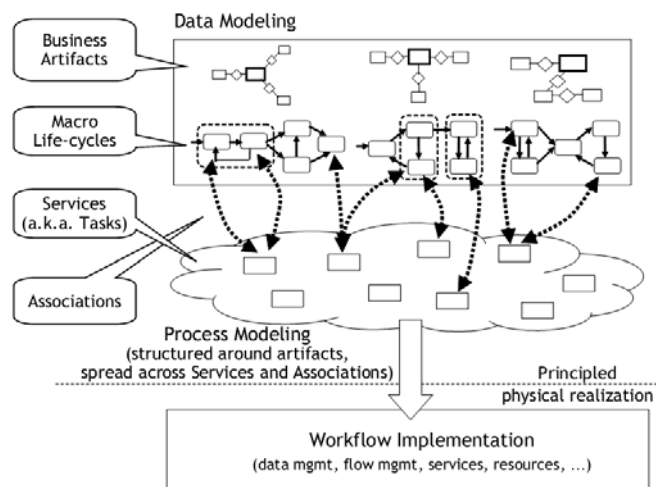 Data Modeling
Business
Artifacts
Macro
Life-cycles
Services
(a.k.a. Tasks)
Associations
Process Modeling
(structured around artifacts,
spread across Services and Associations)
Principled
physical realization
Workflow Implementation
(data mgmt, flow mgmt, services, resources, ...)